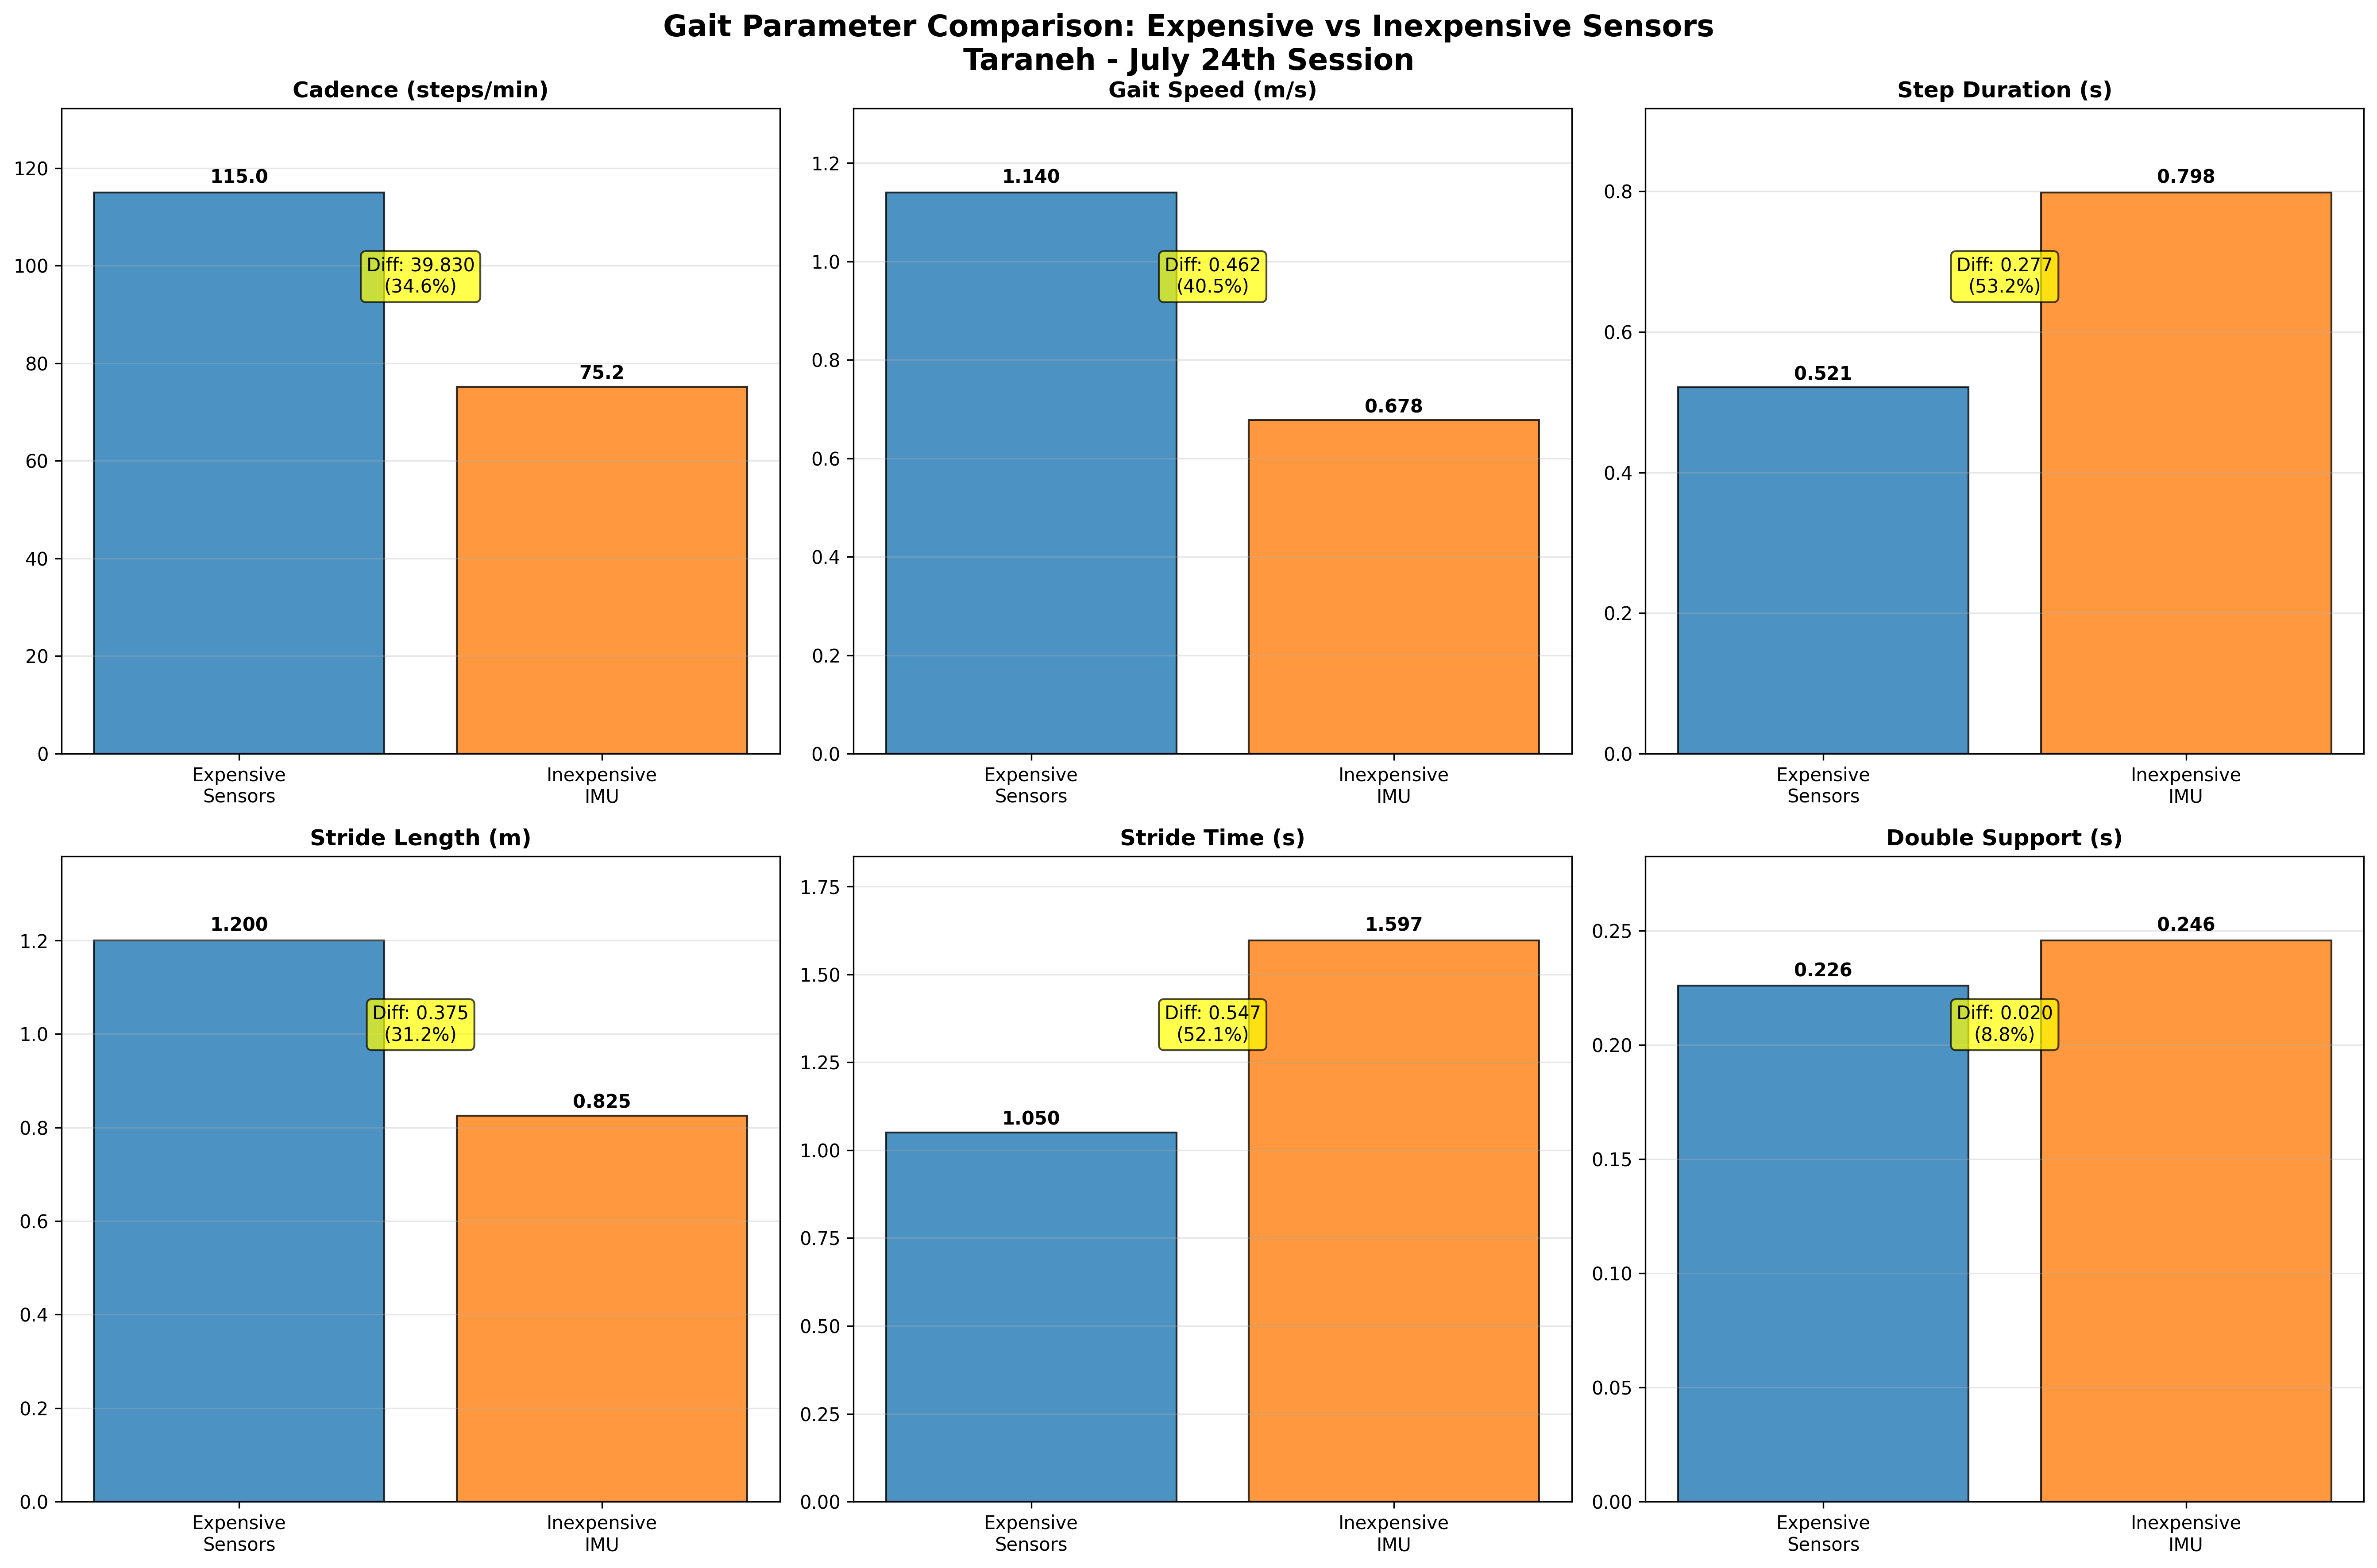 Gait Parameter Comparison: Expensive vs Inexpensive Sensors
Taraneh - July 24th Session
Cadence (steps/min)
120
100
80
60
40
20
0
115.0
Diff: 39.830
(34.6%)
75.2
Expensive
Sensors
Inexpensive
IMU
Gait Speed (m/s)
1.2
1.0
0.8
0.6
0.4
0.2
0.0
1.140
Diff: 0.462
(40.5%)
0.678
Expensive
Sensors
Inexpensive
IMU
Step Duration (s)
0.8
0.6
0.4
0.2
0.0
0.798
Diff: 0.277
(53.2%)
0.521
Expensive
Sensors
Inexpensive
IMU
Stride Length (m)
1.2
1.0
0.8
0.6
0.4
0.2
0.0
1.200
Diff: 0.375
(31.2%)
0.825
Expensive
Sensors
Inexpensive
IMU
Stride Time (s)
1.75
1.50
1.25
1.00
0.75
0.50
0.25
0.00
1.597
Diff: 0.547
(52.1%)
1.050
Expensive
Sensors
Inexpensive
IMU
Double Support (s)
0.25
0.20
0.15
0.10
0.05
0.00
0.246
0.226
Diff: 0.020
(8.8%)
Expensive
Sensors
Inexpensive
IMU